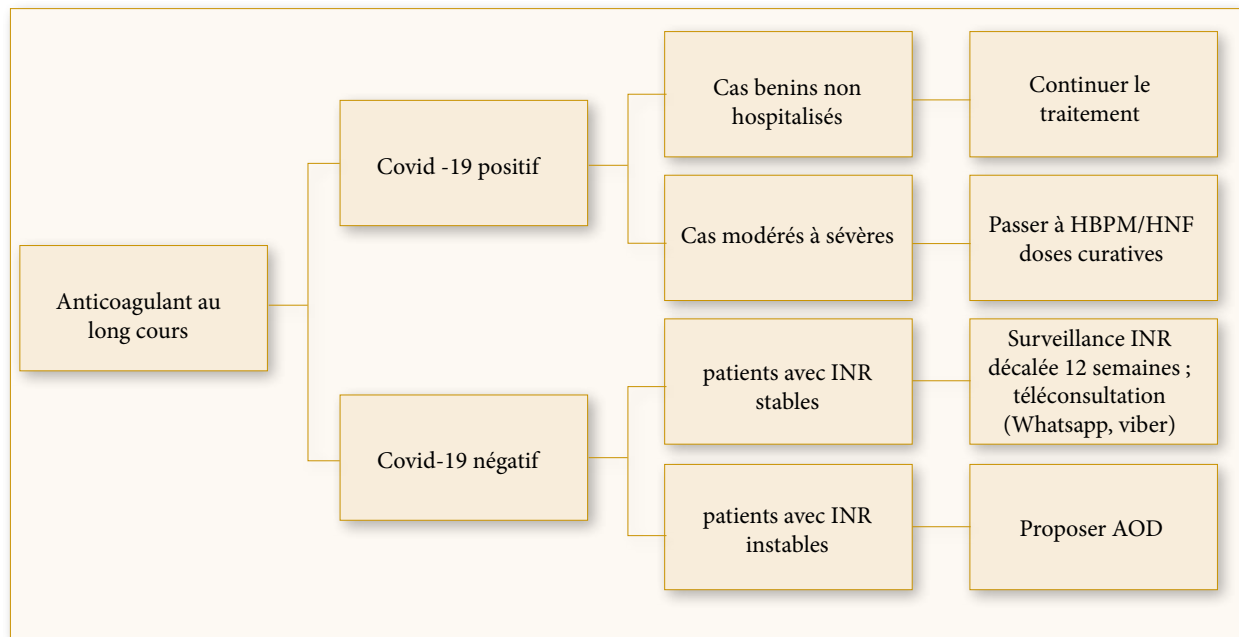 Anticoagulant au
long cours
Covid -19 positif
Cas benins non
hospitalisés
Continuer le
traitement
Cas modérés à sévères
Passer à HBPM/HNF
doses curatives
Covid-19 négatif
patients avec INR
stables
Surveillance INR
décalée 12 semaines ;
téléconsultation
(Whatsapp, viber)
patients avec INR
instables
Proposer AOD